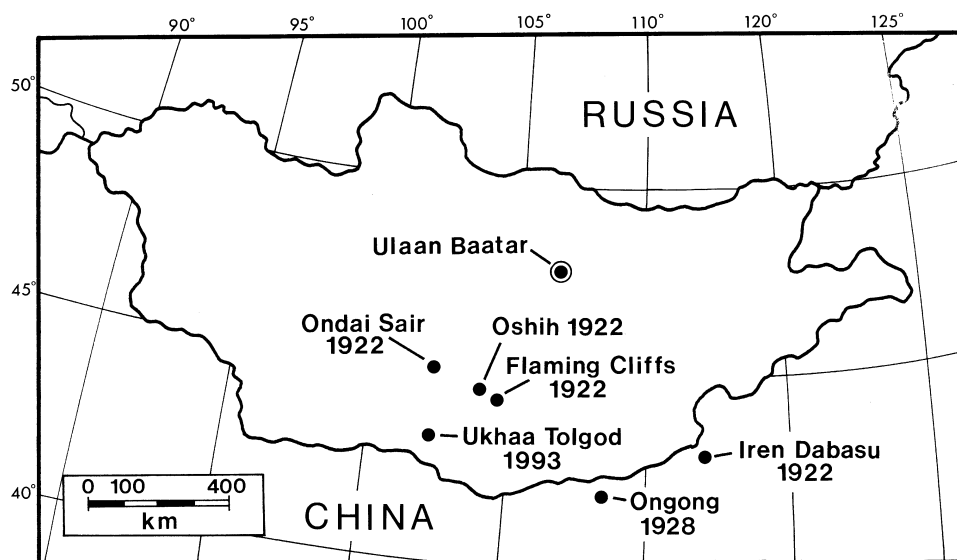 90° 95° 100° 105° 110° 120° 125°
50°
RUSSIA
Ulaan Baatar
45°
Ondai Sair
1922
Oshih 1922
Flaming Cliffs
1922
Ukhaa Tolgod
1993
Iren Dabasu
1922
40°
0 100 400
km
CHINA
Ongong
1928